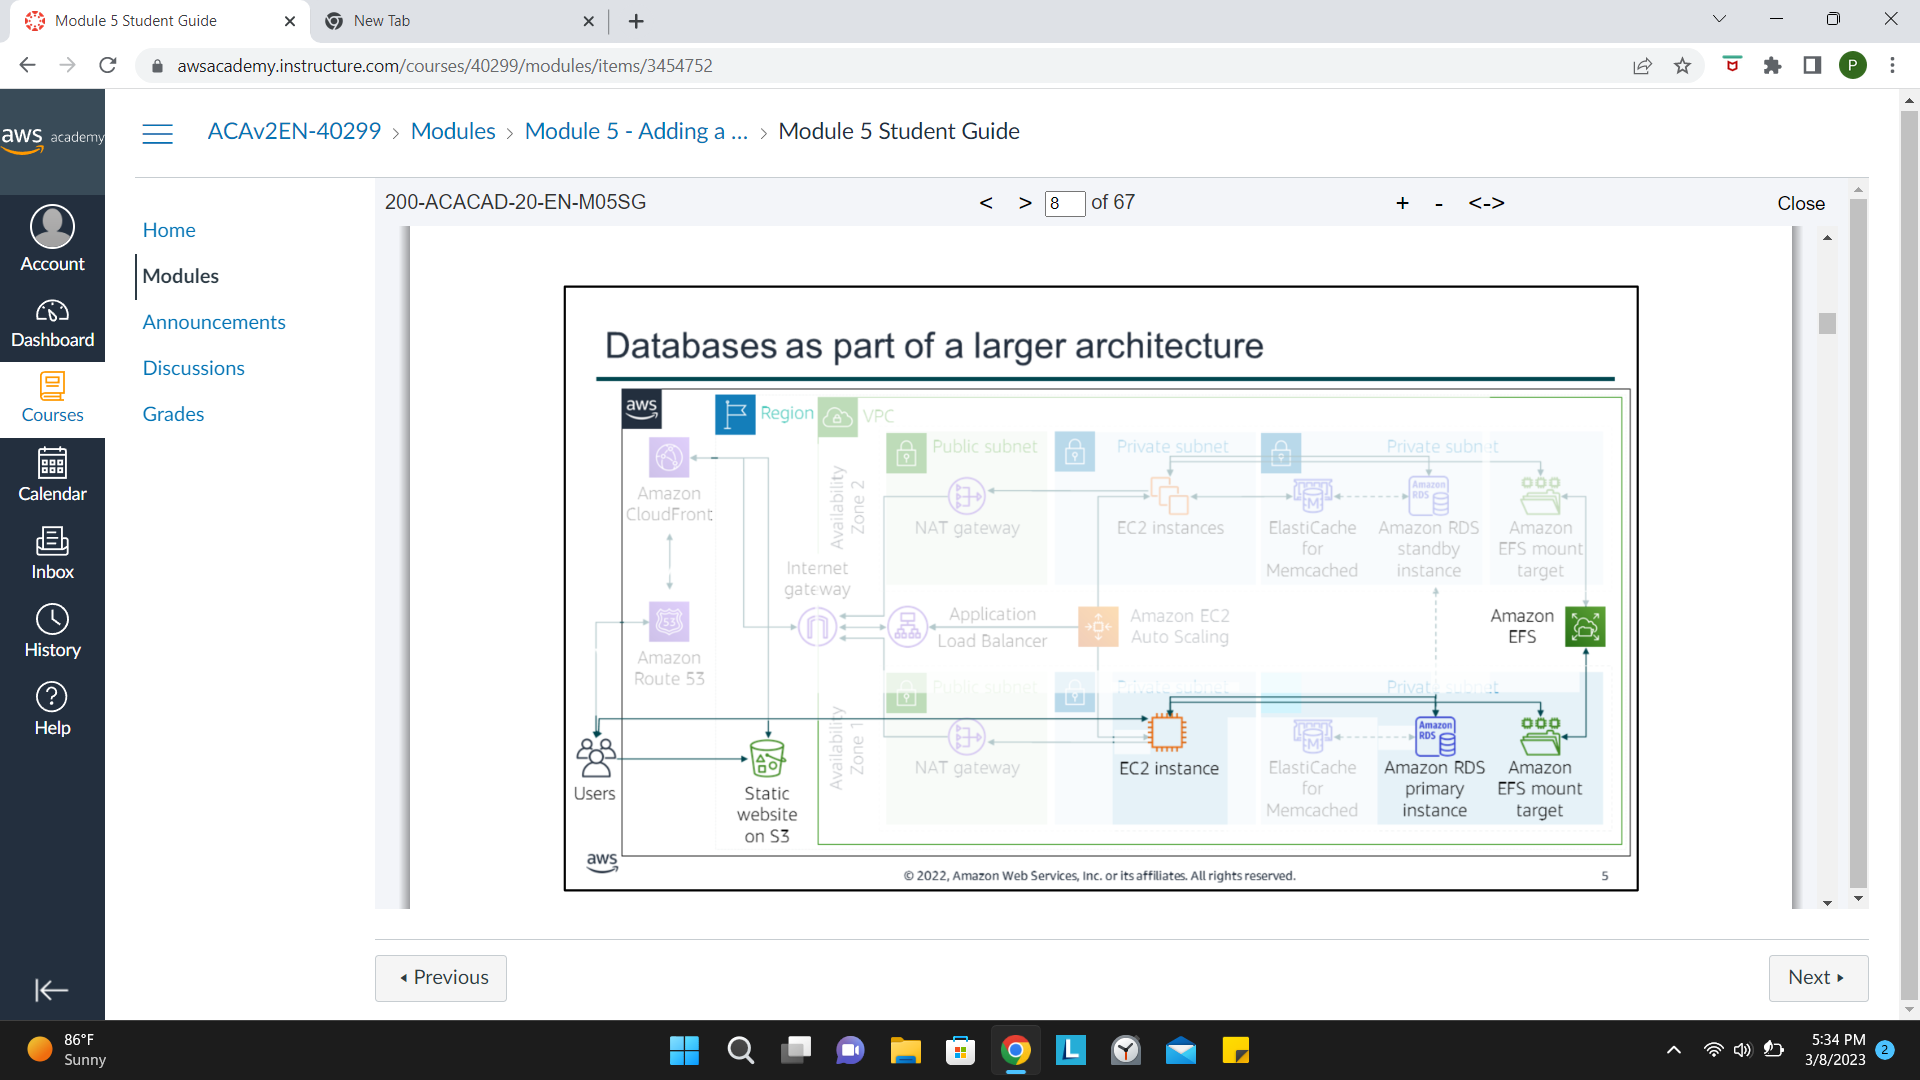 Module 5 Student Guide
New Tab
awsacademy.instructure.com/courses/40299/modules/items/3454752
P
aws academy
ACAv2EN-40299 › Modules › Module 5 - Adding a ... › Module 5 Student Guide
Account
Dashboard
Courses
Calendar
Inbox
History
Help
Home
Modules
Announcements
Discussions
Grades
200-ACACAD-20-EN-M05SG
< > 8 of 67
+ - <->
Close
Databases as part of a larger architecture
aws
Region
VPC
Public subnet
Private subnet
Private subnet
Amazon
CloudFront
Availability
Zone 2
NAT gateway
EC2 instances
ElastiCache
for
Memcached
Amazon
RDS
Amazon RDS
standby
instance
Amazon
EFS mount
target
Internet
gateway
53
Amazon
Route 53
Application
Load Balancer
Amazon EC2
Auto Scaling
Amazon
EFS
Public subnet
Private subnet
Private subnet
Availability
Zone 1
Users
Static
website
on S3
NAT gateway
EC2 instance
ElastiCache
for
Memcached
Amazon
RDS
Amazon RDS
primary
instance
Amazon
EFS mount
target
aws
© 2022, Amazon Web Services, Inc. or its affiliates. All rights reserved.
5
Previous
Next
86°F
Sunny
L
5:34 PM
3/8/2023
2